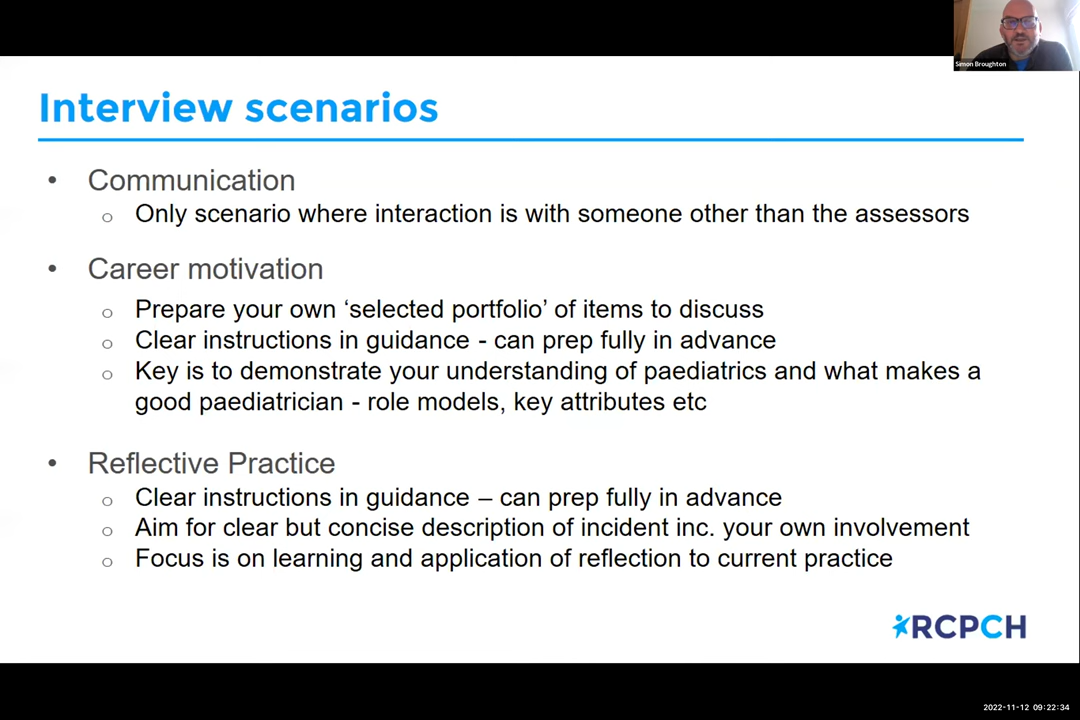 Simon Broughton
Interview scenarios
• Communication
o Only scenario where interaction is with someone other than the assessors
• Career motivation
o Prepare your own ‘selected portfolio’ of items to discuss
o Clear instructions in guidance - can prep fully in advance
o Key is to demonstrate your understanding of paediatrics and what makes a
good paediatrician - role models, key attributes etc
• Reflective Practice
o Clear instructions in guidance – can prep fully in advance
o Aim for clear but concise description of incident inc. your own involvement
o Focus is on learning and application of reflection to current practice
RCPCH
2022-11-12 09:22:34